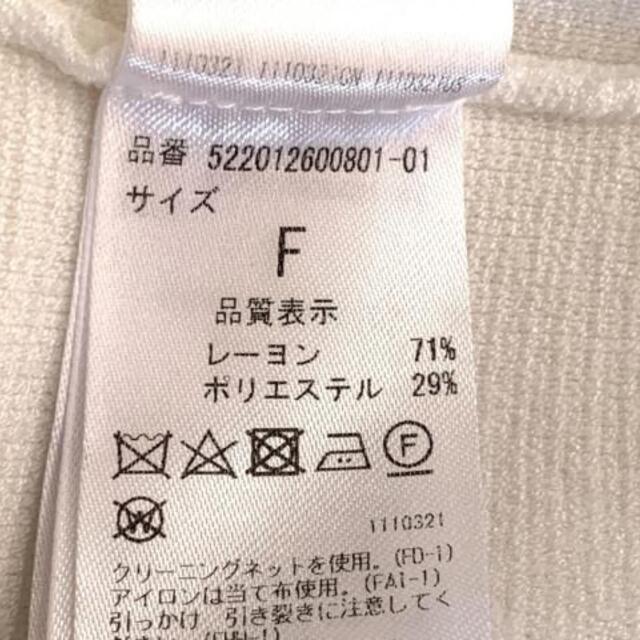 1110321 1110321CN 111032103
品番 522012600801-01
サイズ
F
品質表示
レーヨン 71%
ポリエステル 29%
F
W
1110321
クリーニングネットを使用。(FD-1)
アイロンは当て布使用。(FAi-1)
引っかけ 引き裂きに注意してく